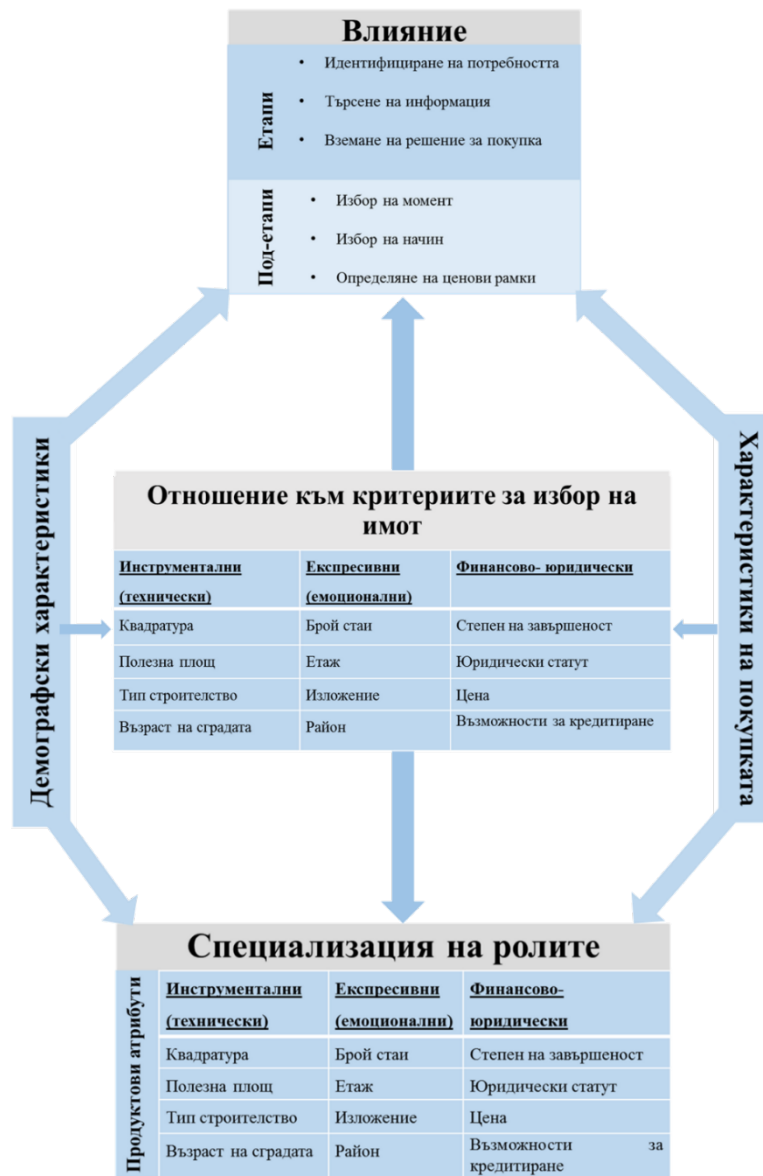 Влияние
Етапи
• Идентифициране на потребността
• Търсене на информация
• Вземане на решение за покупка
Под-етапи
• Избор на момент
• Избор на начин
• Определяне на ценови рамки
Демографски характеристики
Характеристики на покупката
Отношение към критериите за избор на
имот
Инструментални
(технически)
Експресивни
(емоционални)
Финансово- юридически
Квадратура
Брой стаи
Степен на завършеност
Полезна площ
Етаж
Юридически статут
Тип строителство
Изложение
Цена
Възраст на сградата
Район
Възможности за кредитиране
Специализация на ролите
Продуктови атрибути
Инструментални
(технически)
Експресивни
(емоционални)
Финансово-
юридически
Квадратура
Брой стаи
Степен на завършеност
Полезна площ
Етаж
Юридически статут
Тип строителство
Изложение
Цена
Възраст на сградата
Район
Възможности за
кредитиране